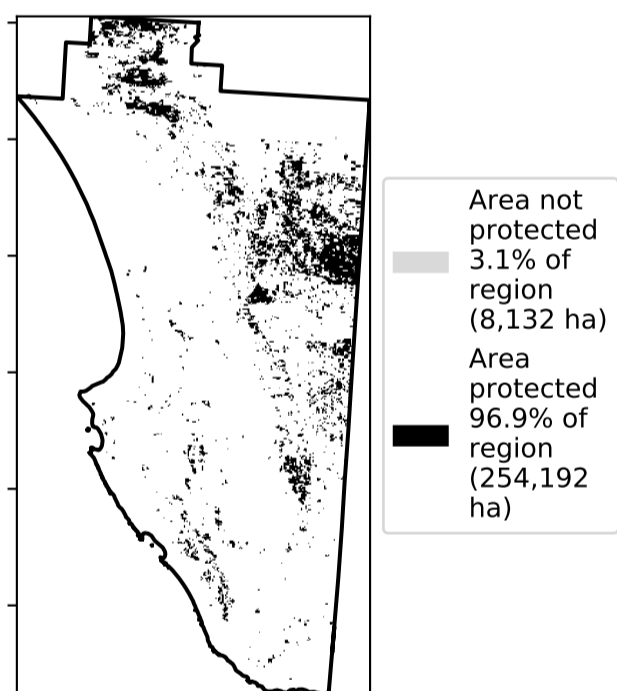 Area not
protected
3.1% of
region
(8,132 ha)
Area
protected
96.9% of
region
(254,192
ha)